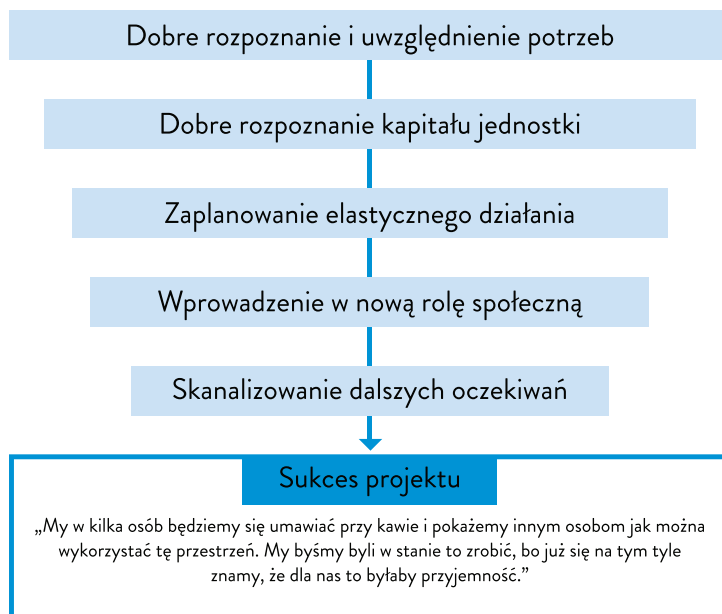 Dobre rozpoznanie i uwzględnienie potrzeb
Dobre rozpoznanie kapitału jednostki
Zaplanowanie elastycznego działania
Wprowadzenie w nową rolę społeczną
Skanalizowanie dalszych oczekiwań
Sukces projektu
„My w kilka osób będziemy się umawiać przy kawie i pokażemy innym osobom jak można
wykorzystać tę przestrzeń. My byśmy byli w stanie to zrobić, bo już się na tym tyle
znamy, że dla nas to byłaby przyjemność.”